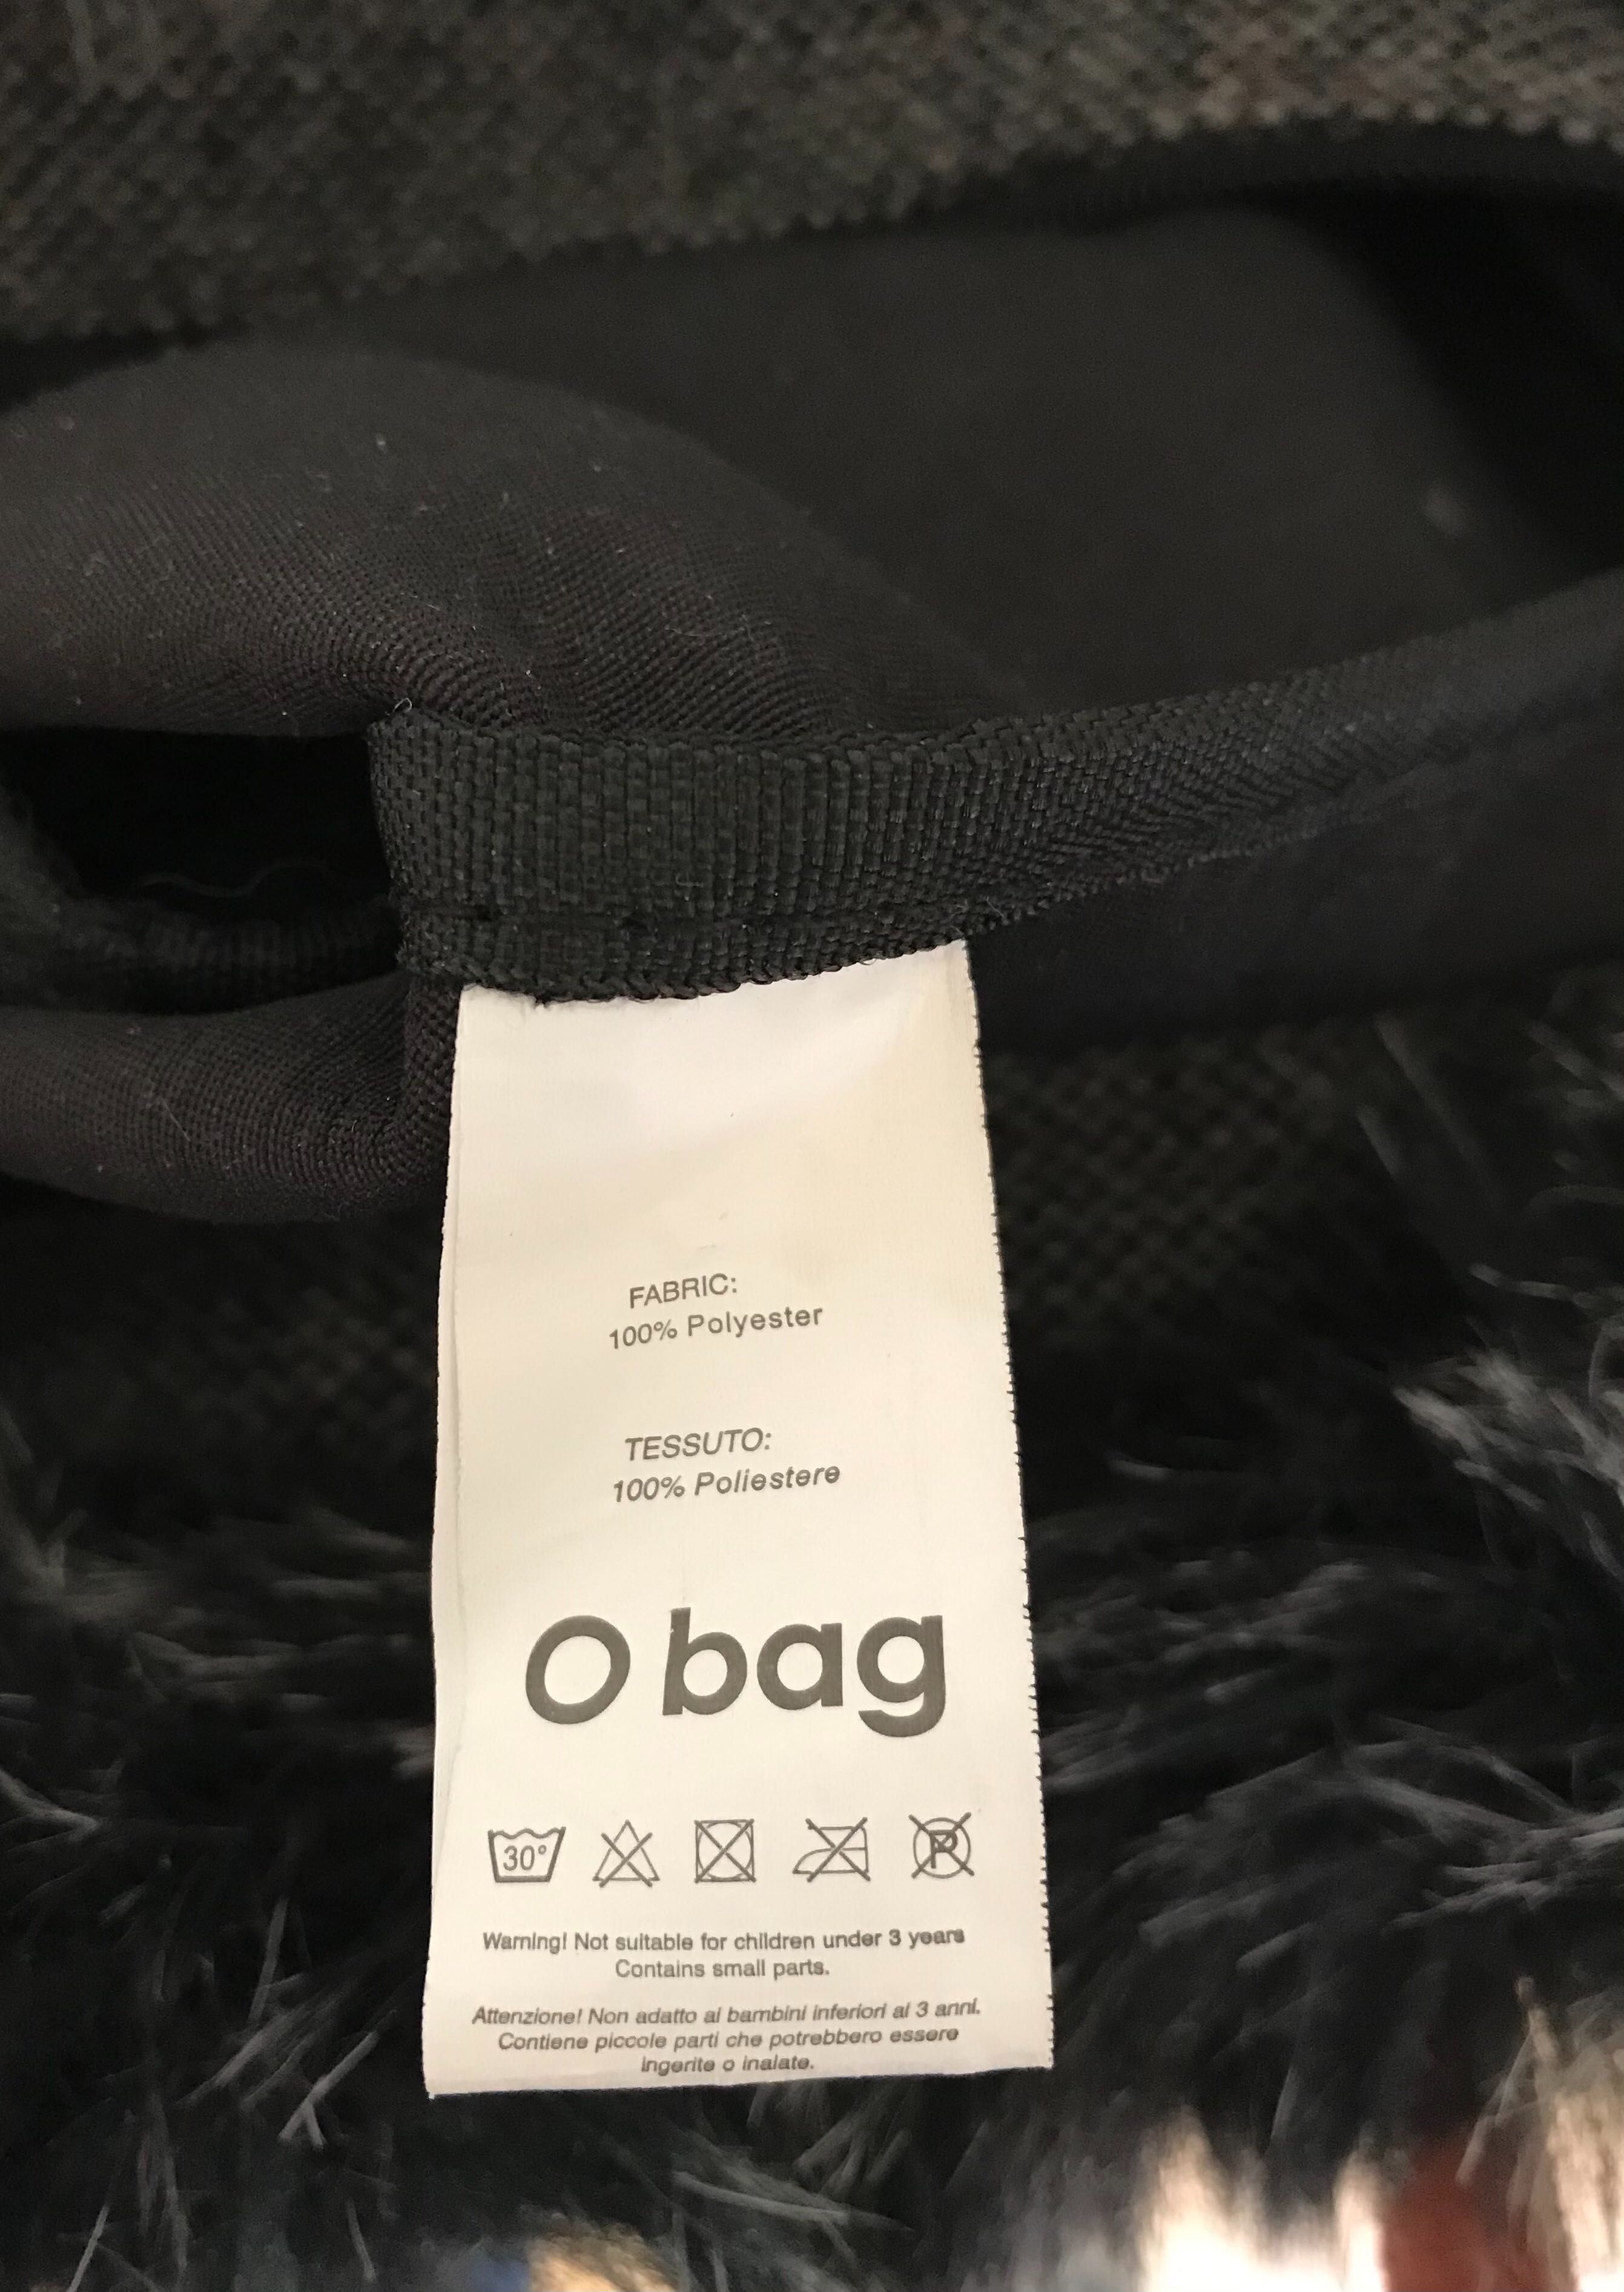 FABRIC:
100% Polyester
TESSUTO:
100% Poliestere
O bag
30° P
Warning! Not suitable for children under 3 years
Contains small parts.
Attenzione! Non adatto ai bambini inferiori ai 3 anni.
Contiene piccole parti che potrebbero essere
ingerite o inalate.